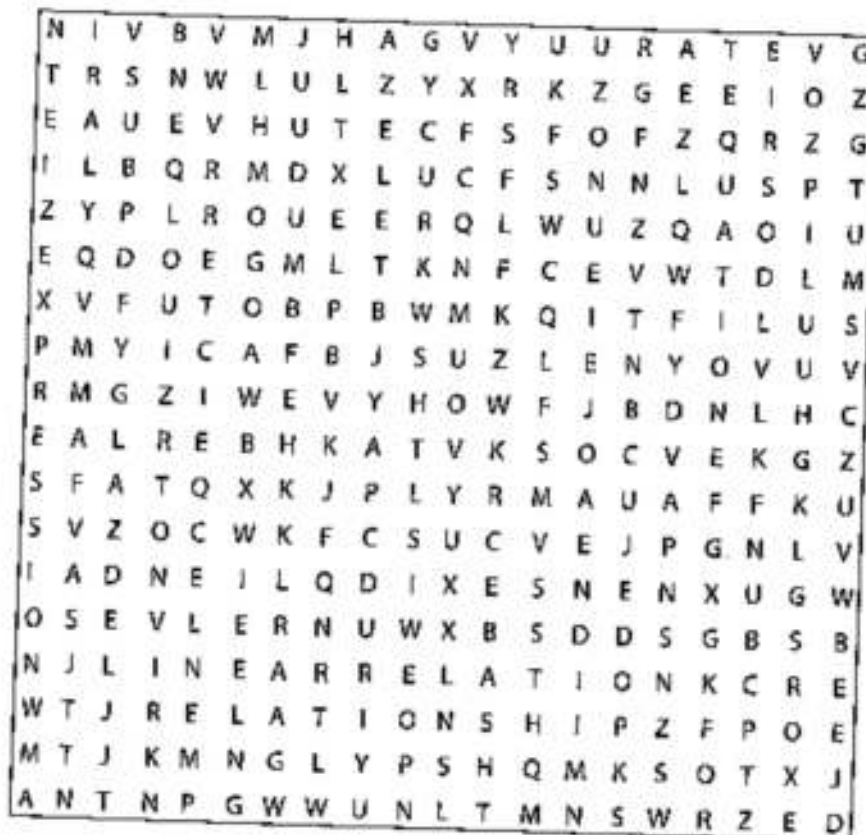 N I V B V M J H A G V Y U U R A T E V G
T R S N W L U L Z Y X R K Z G E E I O Z
E A U E V H U T E C F S F O F Z Q R Z G
I L B Q R M D X L U C F S N N L U S P T
Z Y P L R O U E E R Q L W U Z Q A O I U
E Q D O E G M L T K N F C E V W T D L M
X V F U T O B P B W M K Q I T F I L U S
P M Y I C A F B J S U Z L E N Y O V U V
R M G Z I W E V Y H O W F J B D N L H C
E A L R E B H K A T V K S O C V E K G Z
S F A T Q X K J P L Y R M A U A F F K U
S V Z O C W K F C S U C V E J P G N L V
I A D N E J L Q D I X E S N E N X U G W
O S E V L E R N U W X B S D D S G B S B
N J L I N E A R R E L A T I O N K C R E
W T J R E L A T I O N S H I P Z F P O E
M T J K M N G L Y P S H Q M K S O T X J
A N T N P G W W U N L T M N S W R Z E D